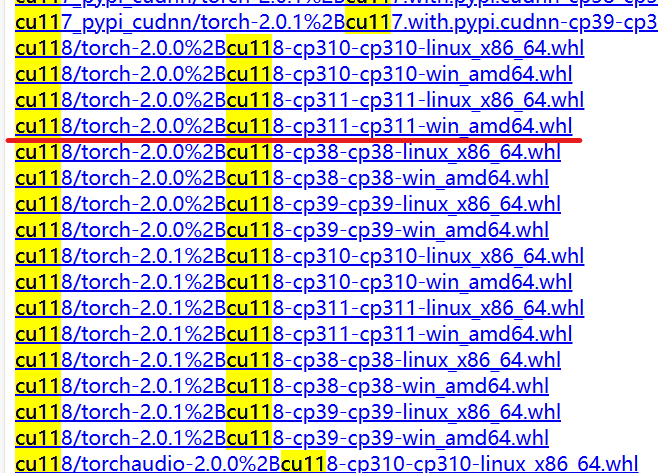 cu117_pypi_cudnn/torch-2.0.1%2Bcu117.with.pypi.cudnn-cp39-cp3
cu118/torch-2.0.0%2Bcu118-cp310-cp310-linux_x86_64.whl
cu118/torch-2.0.0%2Bcu118-cp310-cp310-win_amd64.whl
cu118/torch-2.0.0%2Bcu118-cp311-cp311-linux_x86_64.whl
cu118/torch-2.0.0%2Bcu118-cp311-cp311-win_amd64.whl
cu118/torch-2.0.0%2Bcu118-cp38-cp38-linux_x86_64.whl
cu118/torch-2.0.0%2Bcu118-cp38-cp38-win_amd64.whl
cu118/torch-2.0.0%2Bcu118-cp39-cp39-linux_x86_64.whl
cu118/torch-2.0.0%2Bcu118-cp39-cp39-win_amd64.whl
cu118/torch-2.0.1%2Bcu118-cp310-cp310-linux_x86_64.whl
cu118/torch-2.0.1%2Bcu118-cp310-cp310-win_amd64.whl
cu118/torch-2.0.1%2Bcu118-cp311-cp311-linux_x86_64.whl
cu118/torch-2.0.1%2Bcu118-cp311-cp311-win_amd64.whl
cu118/torch-2.0.1%2Bcu118-cp38-cp38-linux_x86_64.whl
cu118/torch-2.0.1%2Bcu118-cp38-cp38-win_amd64.whl
cu118/torch-2.0.1%2Bcu118-cp39-cp39-linux_x86_64.whl
cu118/torch-2.0.1%2Bcu118-cp39-cp39-win_amd64.whl
cu118/torchaudio-2.0.0%2Bcu118-cp310-cp310-linux_x86_64.whl